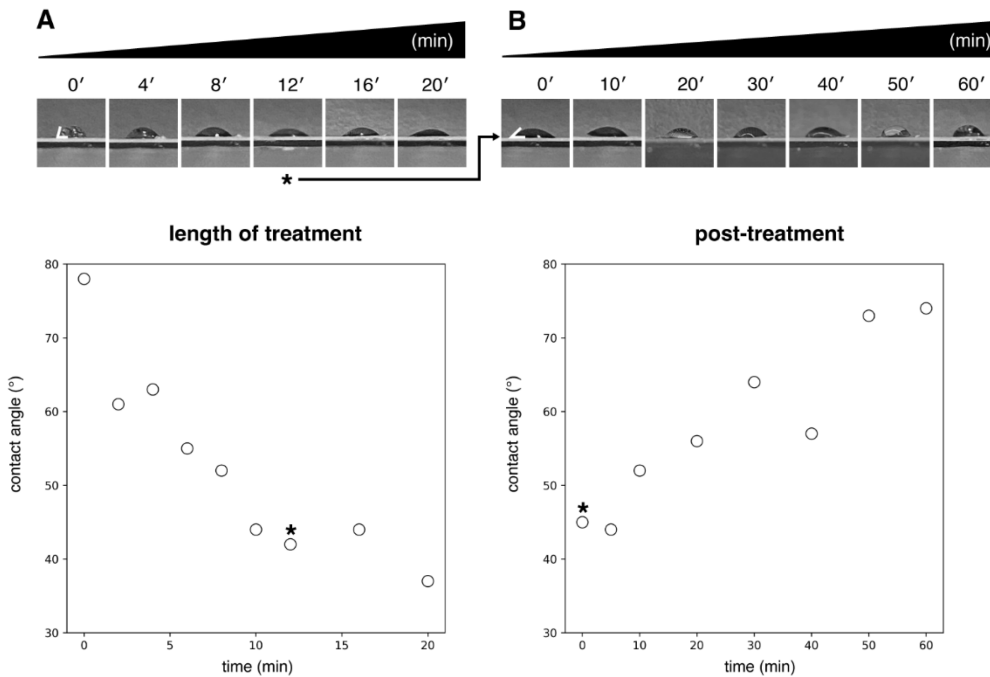 A
(min)
0′ 4′ 8′ 12′ 16′ 20′
*
B
(min)
0′ 10′ 20′ 30′ 40′ 50′ 60′
length of treatment
80
70
60
50
40
30
contact angle (°)
*
0 5 10 15 20
time (min)
post-treatment
80
70
60
50
40
30
contact angle (°)
*
0 10 20 30 40 50 60
time (min)